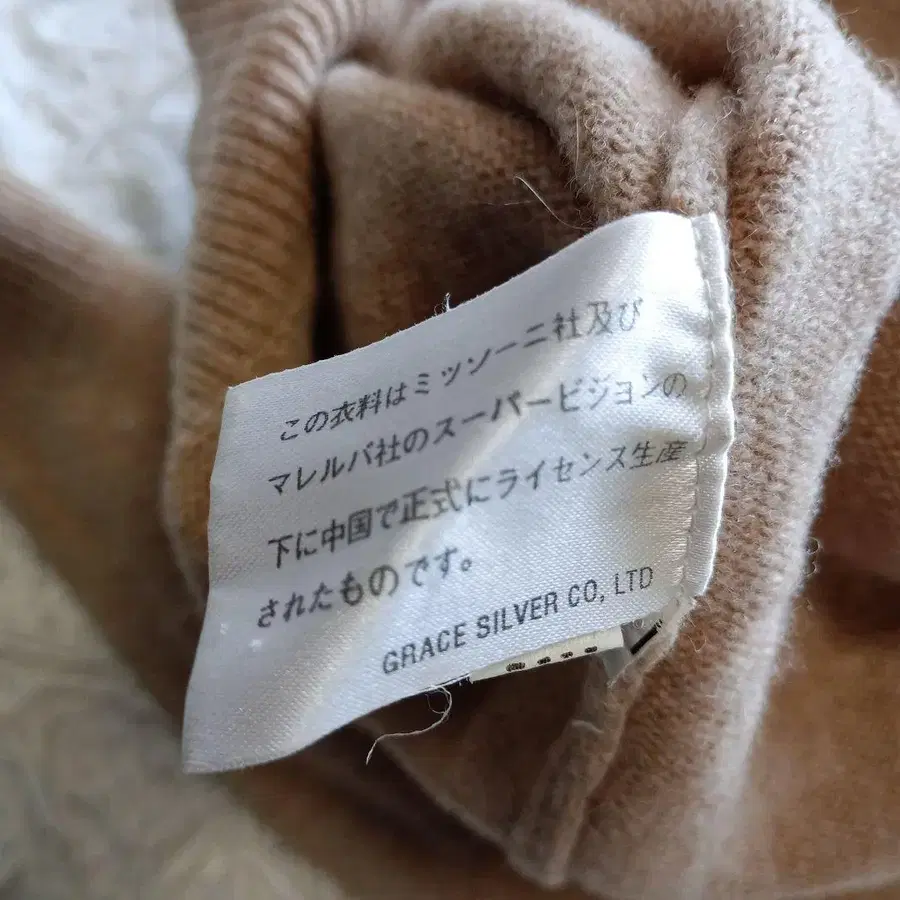 この衣料はミッソーニ社及び
マレルバ社のスーパービジョンの
下に中国で正式にライセンス生産
されたものです。
GRACE SILVER CO, LTD